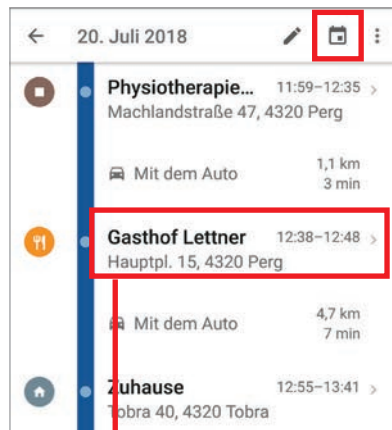 20. Juli 2018
Physiotherapie... 11:59–12:35
Machlandstraße 47, 4320 Perg
Mit dem Auto 1,1 km
3 min
Gasthof Lettner 12:38–12:48
Hauptpl. 15, 4320 Perg
Mit dem Auto 4,7 km
7 min
Zuhause 12:55–13:41
Tobra 40, 4320 Tobra